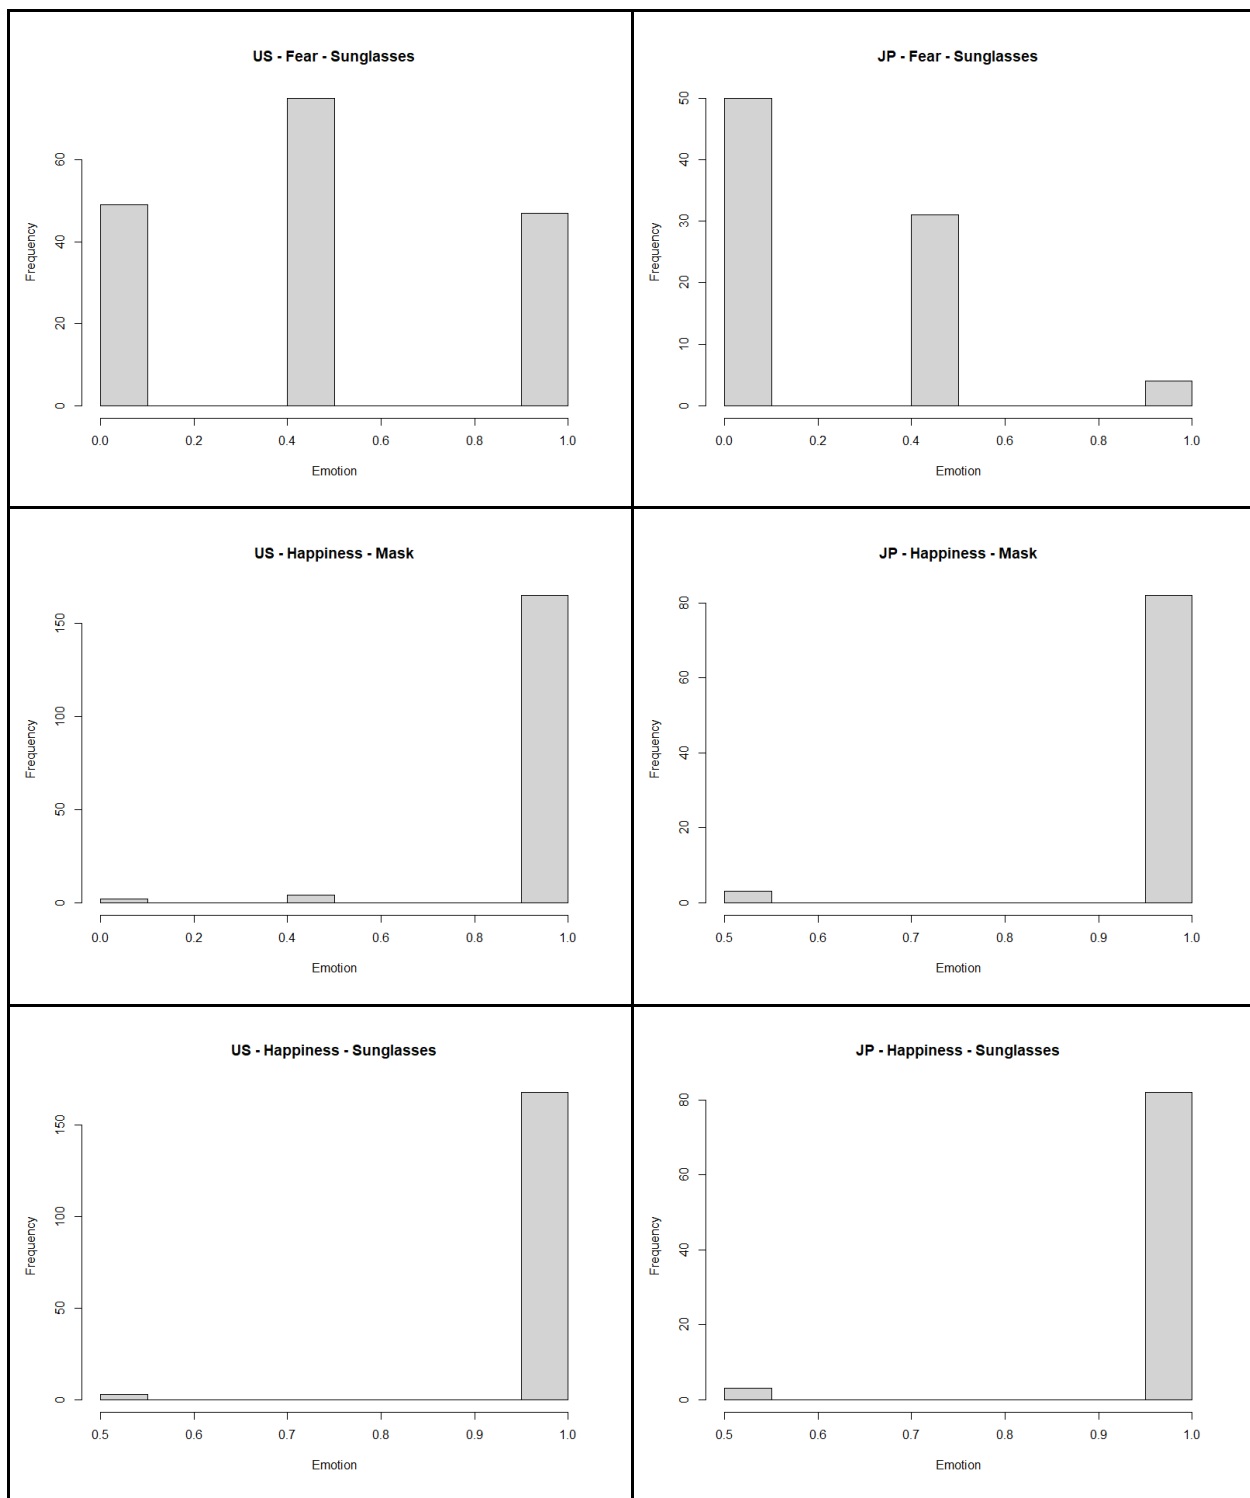 US - Fear - Sunglasses
Frequency
0
20
40
60
0.0 0.2 0.4 0.6 0.8 1.0
Emotion
JP - Fear - Sunglasses
Frequency
0
10
20
30
40
50
0.0 0.2 0.4 0.6 0.8 1.0
Emotion
US - Happiness - Mask
Frequency
0
50
100
150
0.0 0.2 0.4 0.6 0.8 1.0
Emotion
JP - Happiness - Mask
Frequency
0
20
40
60
80
0.5 0.6 0.7 0.8 0.9 1.0
Emotion
US - Happiness - Sunglasses
Frequency
0
50
100
150
0.5 0.6 0.7 0.8 0.9 1.0
Emotion
JP - Happiness - Sunglasses
Frequency
0
20
40
60
80
0.5 0.6 0.7 0.8 0.9 1.0
Emotion